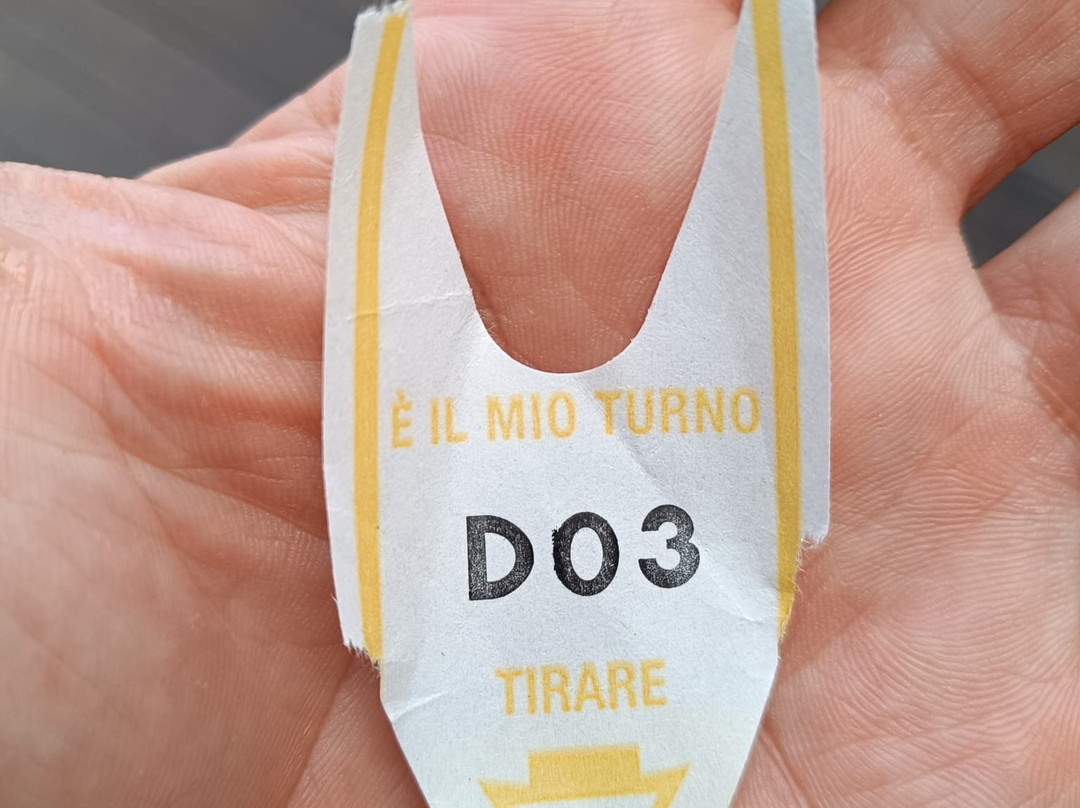 È IL MIO TURNO
D03
TIRARE